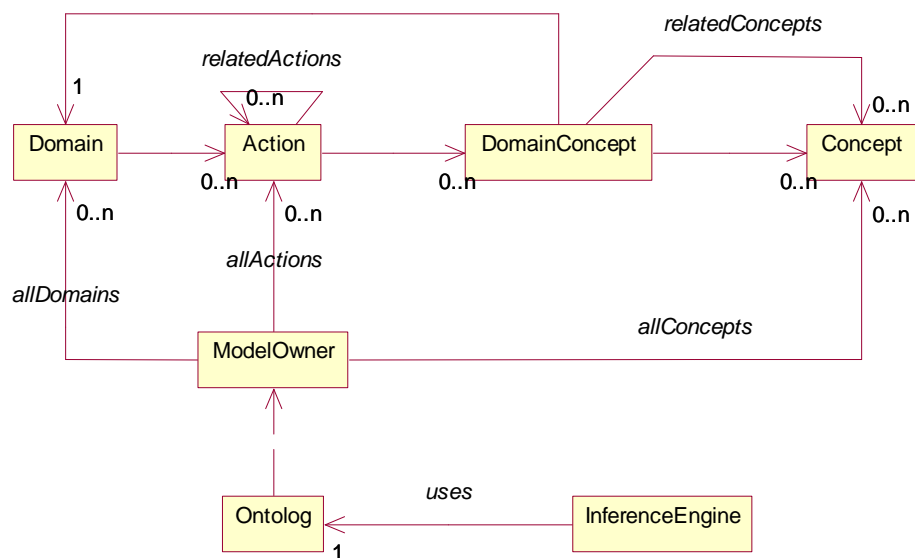 relatedConcepts
relatedActions
1
0..n
0..n
Domain
Action
DomainConcept
Concept
0..n
0..n
0..n
0..n
0..n
0..n
allActions
allDomains
allConcepts
ModelOwner
uses
Ontolog
InferenceEngine
1